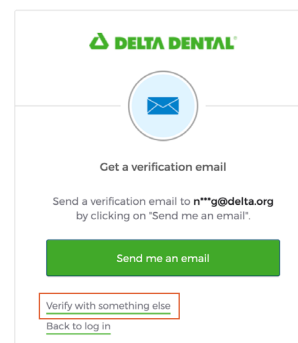 DELTA DENTAL
Get a verification email
Send a verification email to n***g@delta.org
by clicking on "Send me an email".
Send me an email
Verify with something else
Back to log in